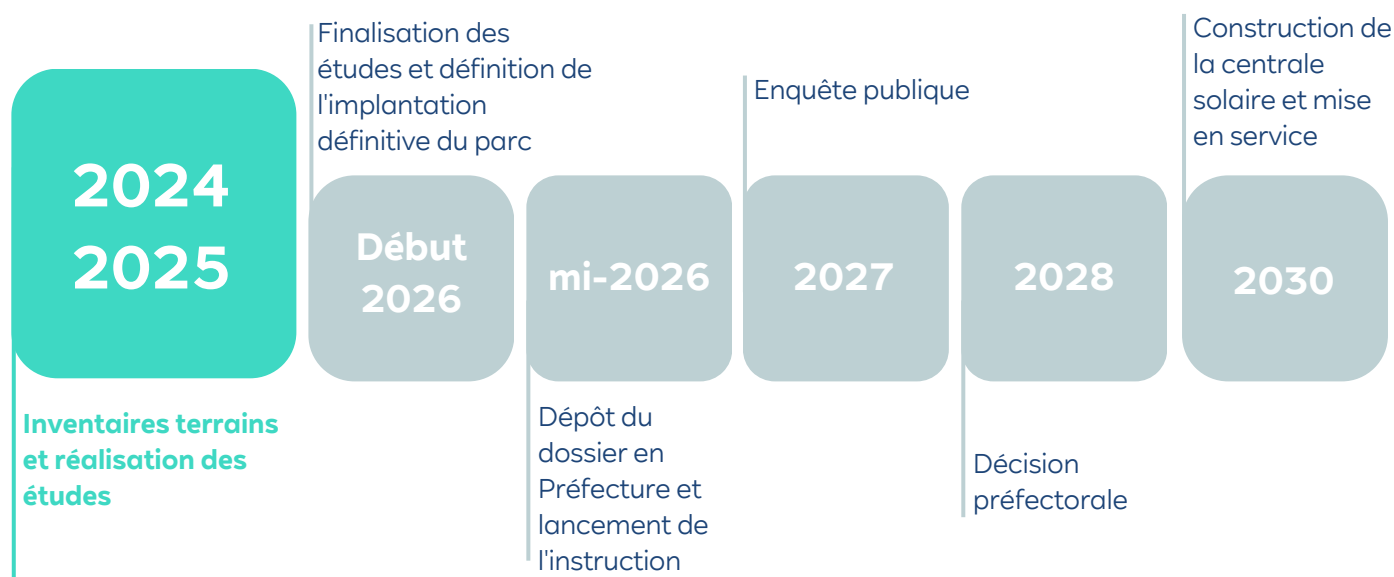 2024
2025
Inventaires terrains
et réalisation des
études
Finalisation des
études et définition de
l'implantation
définitive du parc
Début
2026
mi-2026
Dépôt du
dossier en
Préfecture et
lancement de
l'instruction
Enquête publique
2027
2028
Décision
préfectorale
Construction de
la centrale
solaire et mise
en service
2030